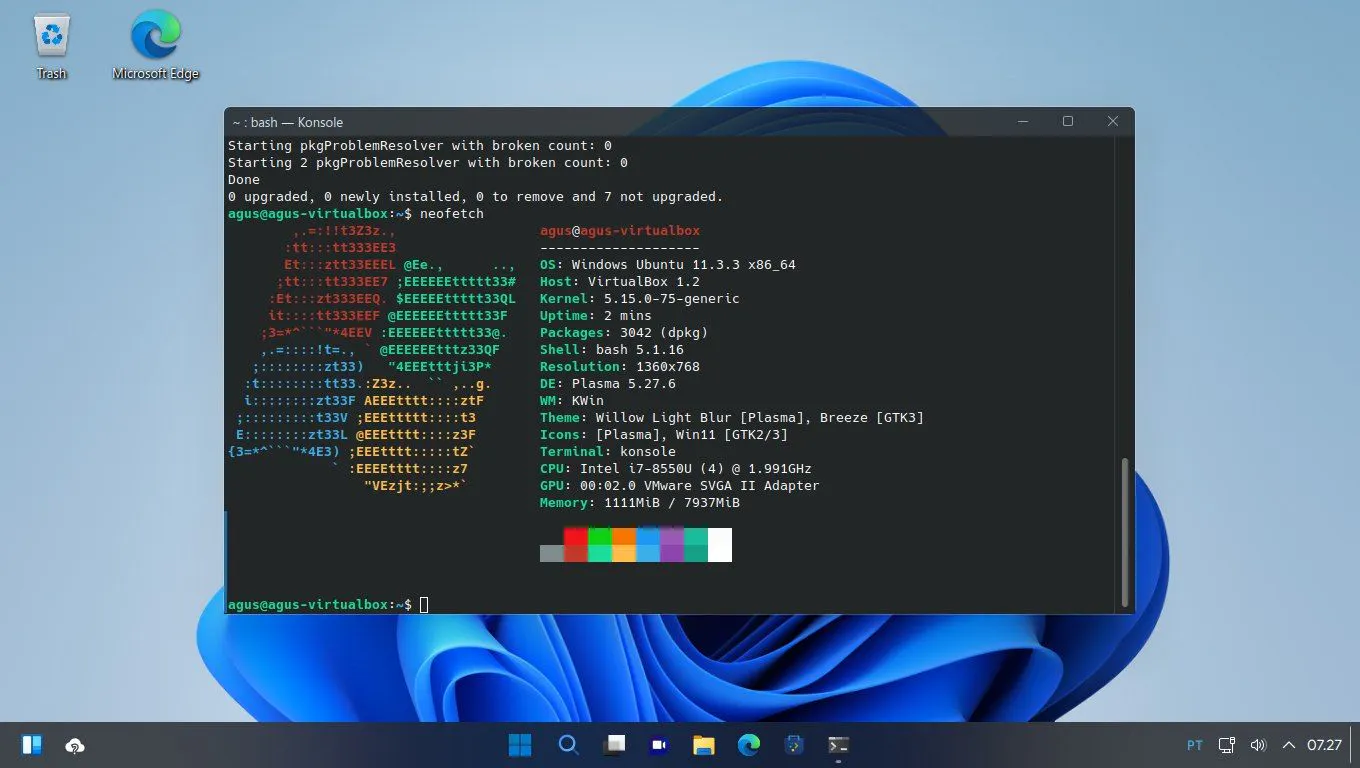 Trash
Microsoft Edge
~ : bash — Konsole
Starting pkgProblemResolver with broken count: 0
Starting 2 pkgProblemResolver with broken count: 0
Done
0 upgraded, 0 newly installed, 0 to remove and 7 not upgraded.
agus@agus-virtualbox:~$ neofetch
,.=:!!t3Z3z., agus@agus-virtualbox
:tt:::tt333EE3 --------------------
Et:::ztt33EEEL @Ee., .., OS: Windows Ubuntu 11.3.3 x86_64
;tt:::tt333EE7 ;EEEEEEttttt33# Host: VirtualBox 1.2
:Et:::zt333EEQ. $EEEEEttttt33QL Kernel: 5.15.0-75-generic
it::::tt333EEF @EEEEEEttttt33F Uptime: 2 mins
;3=*^```"*4EEV :EEEEEEttttt33@. Packages: 3042 (dpkg)
,.=::::!t=., ` @EEEEEEtttz33QF Shell: bash 5.1.16
;::::::::zt33) "4EEEtttji3P* Resolution: 1360x768
:t::::::::tt33.:Z3z.. `` ,..g. DE: Plasma 5.27.6
i::::::::zt33F AEEEtttt::::ztF WM: KWin
;:::::::::t33V ;EEEttttt::::t3 Theme: Willow Light Blur [Plasma], Breeze [GTK3]
E::::::::zt33L @EEEtttt::::z3F Icons: [Plasma], Win11 [GTK2/3]
{3=*^```"*4E3) ;EEEtttt:::::tZ` Terminal: konsole
` :EEEEtttt::::z7 CPU: Intel i7-8550U (4) @ 1.991GHz
"VEzjt:;;z>*` GPU: 00:02.0 VMware SVGA II Adapter
Memory: 1111MiB / 7937MiB
agus@agus-virtualbox:~$
PT
07.27